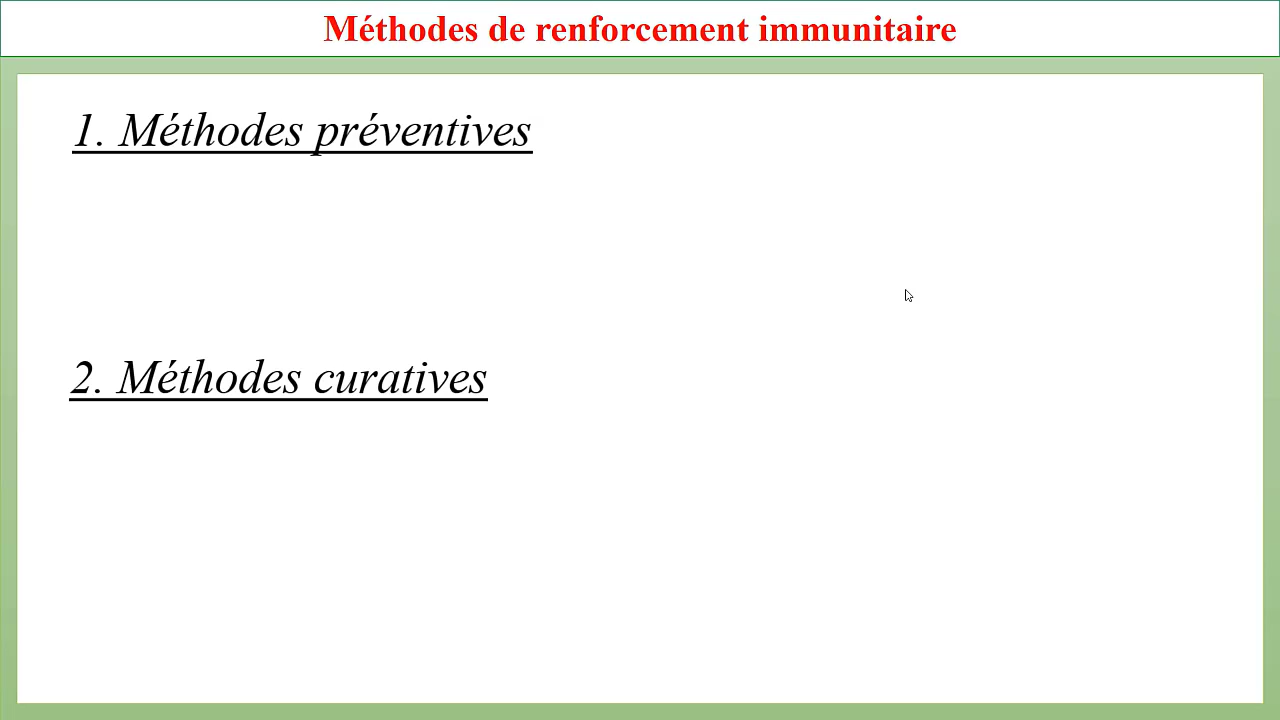 Méthodes de renforcement immunitaire
1. Méthodes préventives
2. Méthodes curatives